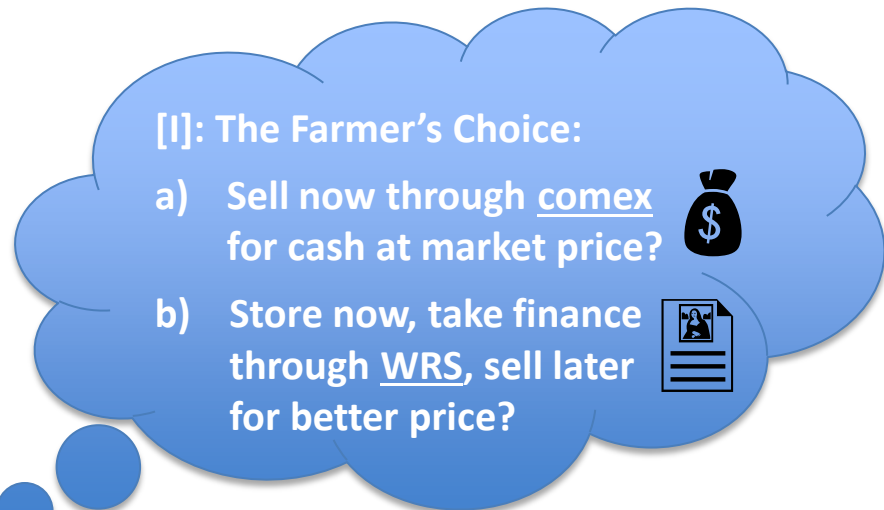 [I]: The Farmer’s Choice:
a) Sell now through comex
for cash at market price?
$
b) Store now, take finance
through WRS, sell later
for better price?